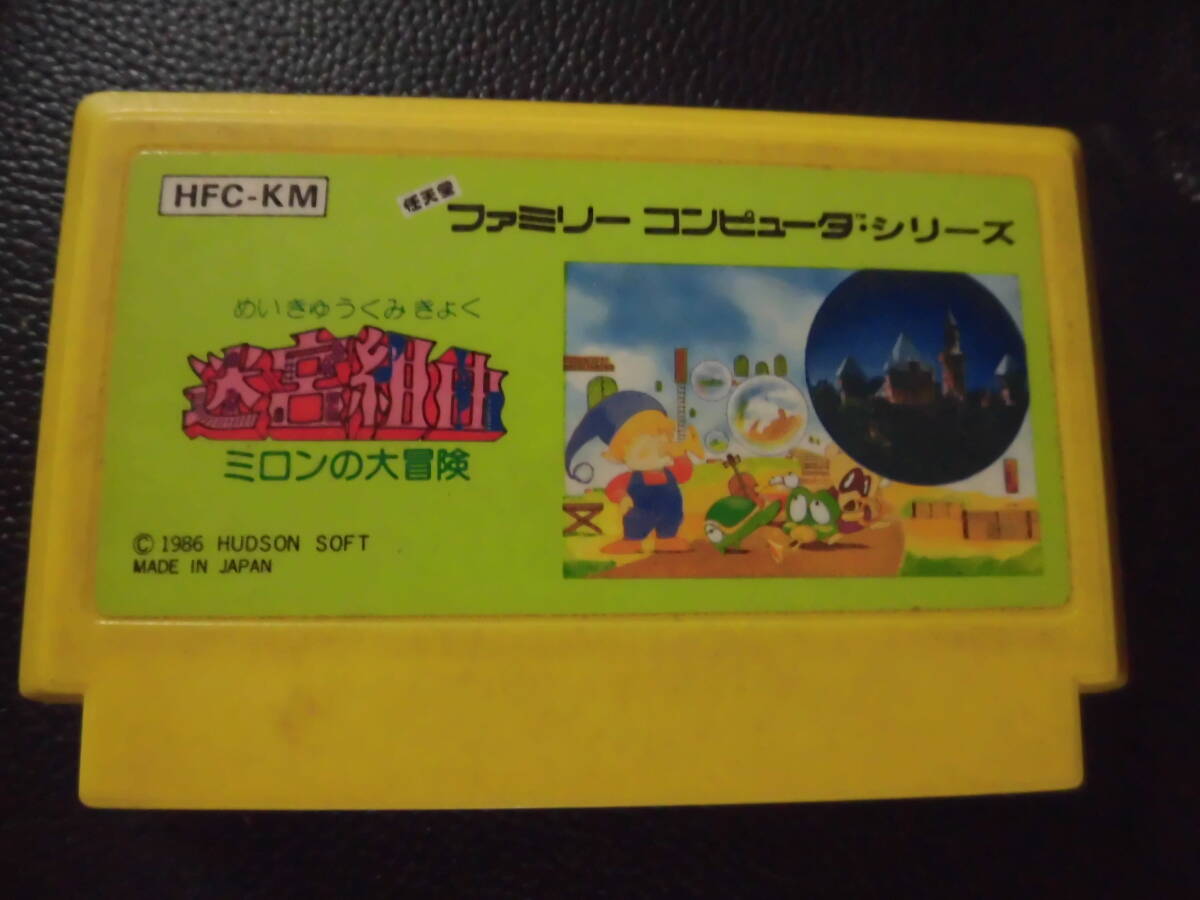 HFC-KM
任天堂
ファミリー コンピュータ™・シリーズ
めいきゅうくみきょく
迷宮組曲
ミロンの大冒険
© 1986 HUDSON SOFT
MADE IN JAPAN